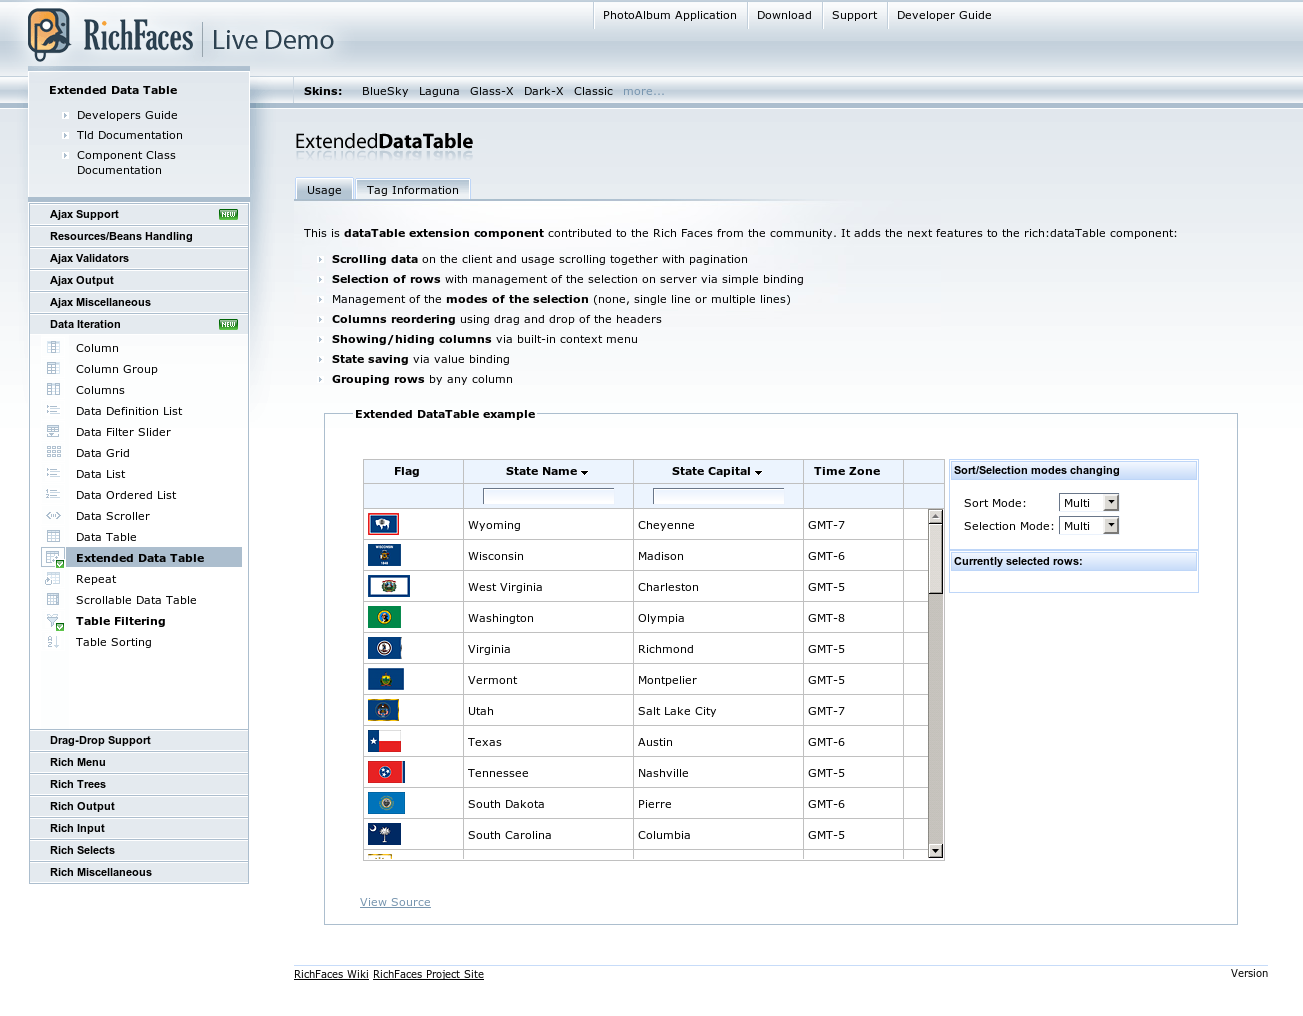 PhotoAlbum Application Download Support Developer Guide
RichFaces Live Demo
Skins: BlueSky Laguna Glass-X Dark-X Classic more...
Extended Data Table
Developers Guide
Tld Documentation
Component Class
Documentation
Ajax Support NEW
Resources/Beans Handling
Ajax Validators
Ajax Output
Ajax Miscellaneous
Data Iteration NEW
Column
Column Group
Columns
Data Definition List
Data Filter Slider
Data Grid
Data List
Data Ordered List
Data Scroller
Data Table
Extended Data Table
Repeat
Scrollable Data Table
Table Filtering
Table Sorting
Drag-Drop Support
Rich Menu
Rich Trees
Rich Output
Rich Input
Rich Selects
Rich Miscellaneous
ExtendedDataTable
Usage Tag Information
This is dataTable extension component contributed to the Rich Faces from the community. It adds the next features to the rich:dataTable component:
Scrolling data on the client and usage scrolling together with pagination
Selection of rows with management of the selection on server via simple binding
Management of the modes of the selection (none, single line or multiple lines)
Columns reordering using drag and drop of the headers
Showing/hiding columns via built-in context menu
State saving via value binding
Grouping rows by any column
Extended DataTable example
Flag State Name State Capital Time Zone
Wyoming Cheyenne GMT-7
Wisconsin Madison GMT-6
West Virginia Charleston GMT-5
Washington Olympia GMT-8
Virginia Richmond GMT-5
Vermont Montpelier GMT-5
Utah Salt Lake City GMT-7
Texas Austin GMT-6
Tennessee Nashville GMT-5
South Dakota Pierre GMT-6
South Carolina Columbia GMT-5
Sort/Selection modes changing
Sort Mode: Multi
Selection Mode: Multi
Currently selected rows:
View Source
RichFaces Wiki RichFaces Project Site Version